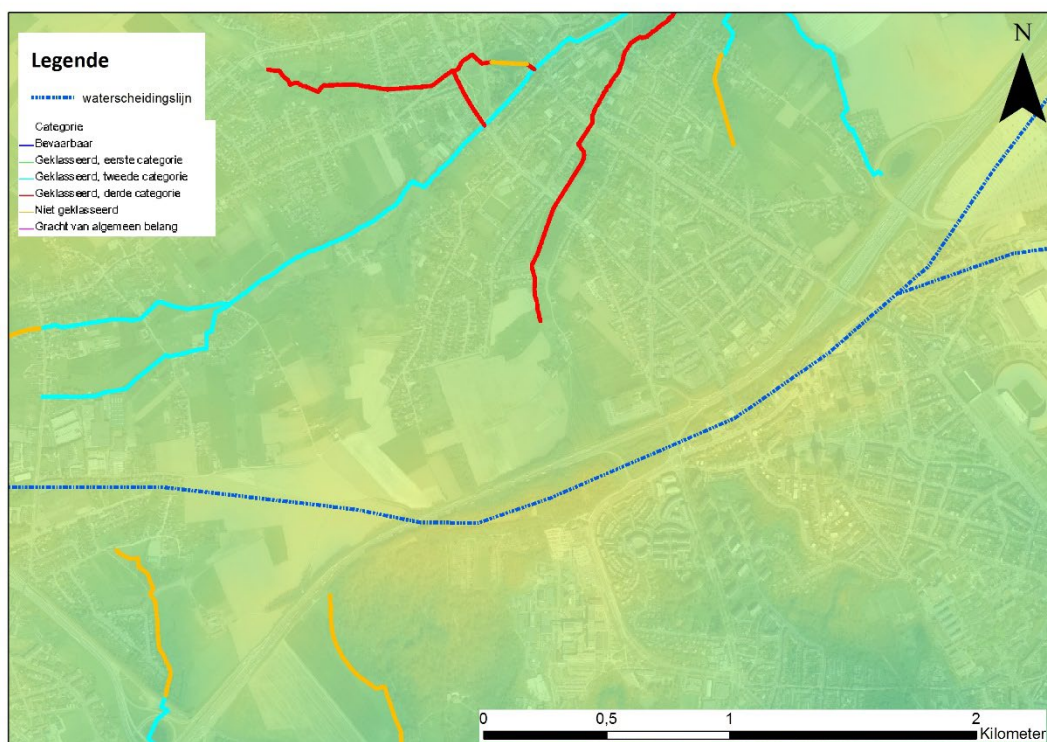 Legende
waterscheidingslijn
Categorie
Bevaarbaar
Geklasseerd, eerste categorie
Geklasseerd, tweede categorie
Geklasseerd, derde categorie
Niet geklasseerd
Gracht van algemeen belang
N
0 0,5 1 2
Kilometer